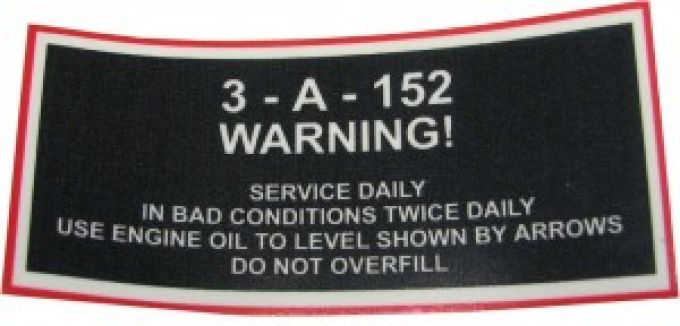 3 - A - 152
WARNING!
SERVICE DAILY
IN BAD CONDITIONS TWICE DAILY
USE ENGINE OIL TO LEVEL SHOWN BY ARROWS
DO NOT OVERFILL